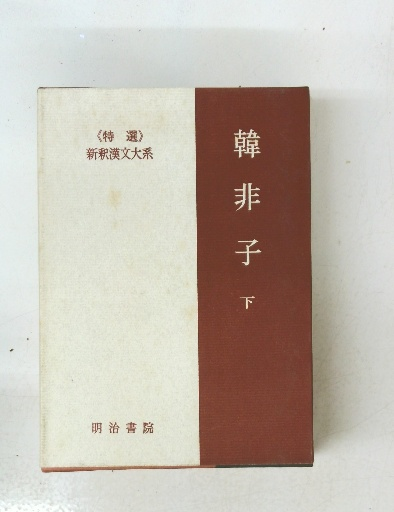 《特選》
新釈漢文大系
韓非子 下
明治書院